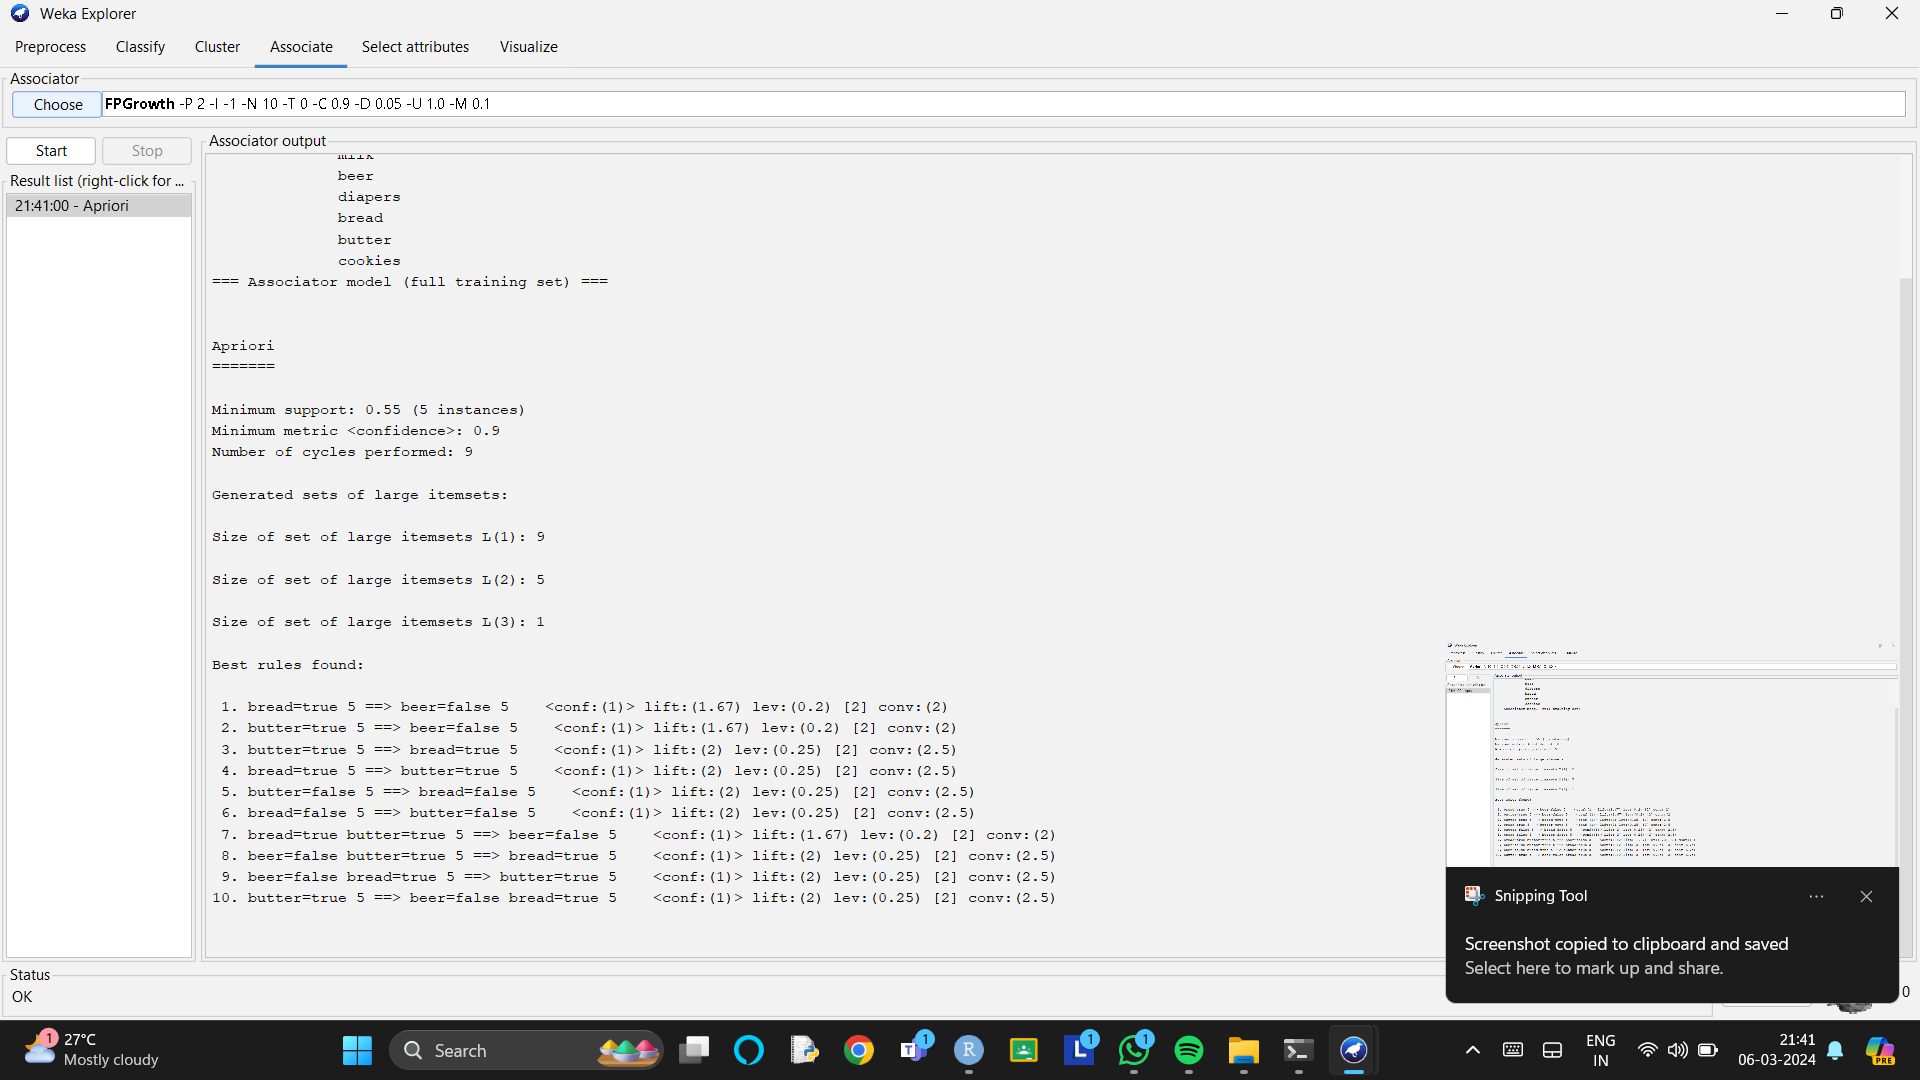 Weka Explorer
Preprocess Classify Cluster Associate Select attributes Visualize
Associator
Choose FPGrowth -P 2 -I -1 -N 10 -T 0 -C 0.9 -D 0.05 -U 1.0 -M 0.1
Start Stop
Result list (right-click for ...
21:41:00 - Apriori
Associator output
milk
beer
diapers
bread
butter
cookies
=== Associator model (full training set) ===
Apriori
=======
Minimum support: 0.55 (5 instances)
Minimum metric <confidence>: 0.9
Number of cycles performed: 9
Generated sets of large itemsets:
Size of set of large itemsets L(1): 9
Size of set of large itemsets L(2): 5
Size of set of large itemsets L(3): 1
Best rules found:
1. bread=true 5 ==> beer=false 5 <conf:(1)> lift:(1.67) lev:(0.2) [2] conv:(2)
2. butter=true 5 ==> beer=false 5 <conf:(1)> lift:(1.67) lev:(0.2) [2] conv:(2)
3. butter=true 5 ==> bread=true 5 <conf:(1)> lift:(2) lev:(0.25) [2] conv:(2.5)
4. bread=true 5 ==> butter=true 5 <conf:(1)> lift:(2) lev:(0.25) [2] conv:(2.5)
5. butter=false 5 ==> bread=false 5 <conf:(1)> lift:(2) lev:(0.25) [2] conv:(2.5)
6. bread=false 5 ==> butter=false 5 <conf:(1)> lift:(2) lev:(0.25) [2] conv:(2.5)
7. bread=true butter=true 5 ==> beer=false 5 <conf:(1)> lift:(1.67) lev:(0.2) [2] conv:(2)
8. beer=false butter=true 5 ==> bread=true 5 <conf:(1)> lift:(2) lev:(0.25) [2] conv:(2.5)
9. beer=false bread=true 5 ==> butter=true 5 <conf:(1)> lift:(2) lev:(0.25) [2] conv:(2.5)
10. butter=true 5 ==> beer=false bread=true 5 <conf:(1)> lift:(2) lev:(0.25) [2] conv:(2.5)
Snipping Tool
Screenshot copied to clipboard and saved
Select here to mark up and share.
Status
OK
0
1
27°C
Mostly cloudy
Search
1
R
L 1
1
ENG
IN
21:41
06-03-2024
PRE